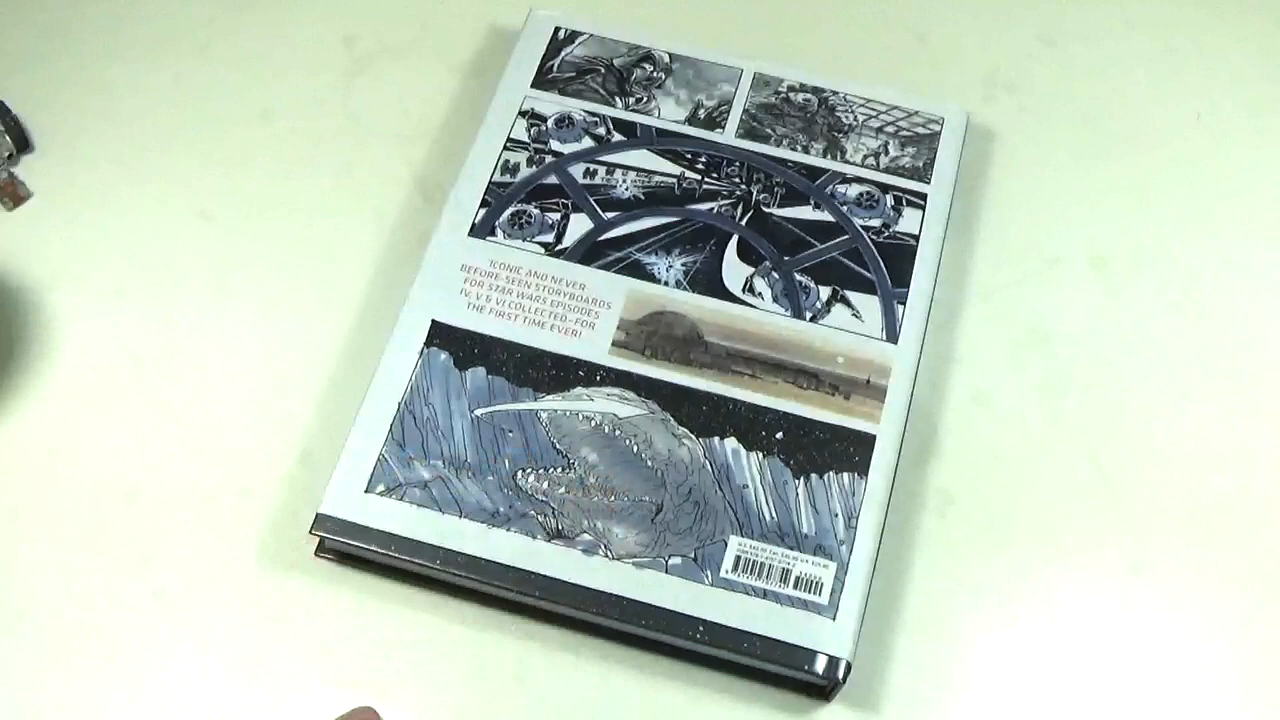 ICONIC AND NEVER-
BEFORE-SEEN STORYBOARDS
FOR STAR WARS EPISODES
IV, V & VI COLLECTED–FOR
THE FIRST TIME EVER!